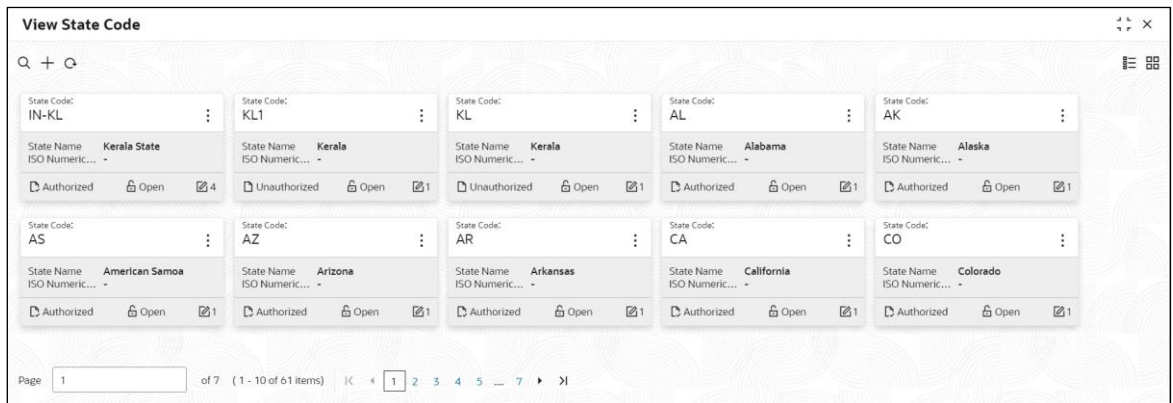 View State Code
State Code: State Code: State Code: State Code: State Code:
IN-KL KL1 KL AL AK
State Name Kerala State State Name Kerala State Name Kerala State Name Alabama State Name Alaska
ISO Numeric... - ISO Numeric... - ISO Numeric... - ISO Numeric... - ISO Numeric... -
Authorized Open 4 Unauthorized Open 1 Unauthorized Open 1 Authorized Open 1 Authorized Open 1
State Code: State Code: State Code: State Code: State Code:
AS AZ AR CA CO
State Name American Samoa State Name Arizona State Name Arkansas State Name California State Name Colorado
ISO Numeric... - ISO Numeric... - ISO Numeric... - ISO Numeric... - ISO Numeric... -
Authorized Open 1 Authorized Open 1 Authorized Open 1 Authorized Open 1 Authorized Open 1
Page 1 of 7 (1 - 10 of 61 items) 1 2 3 4 5 ... 7